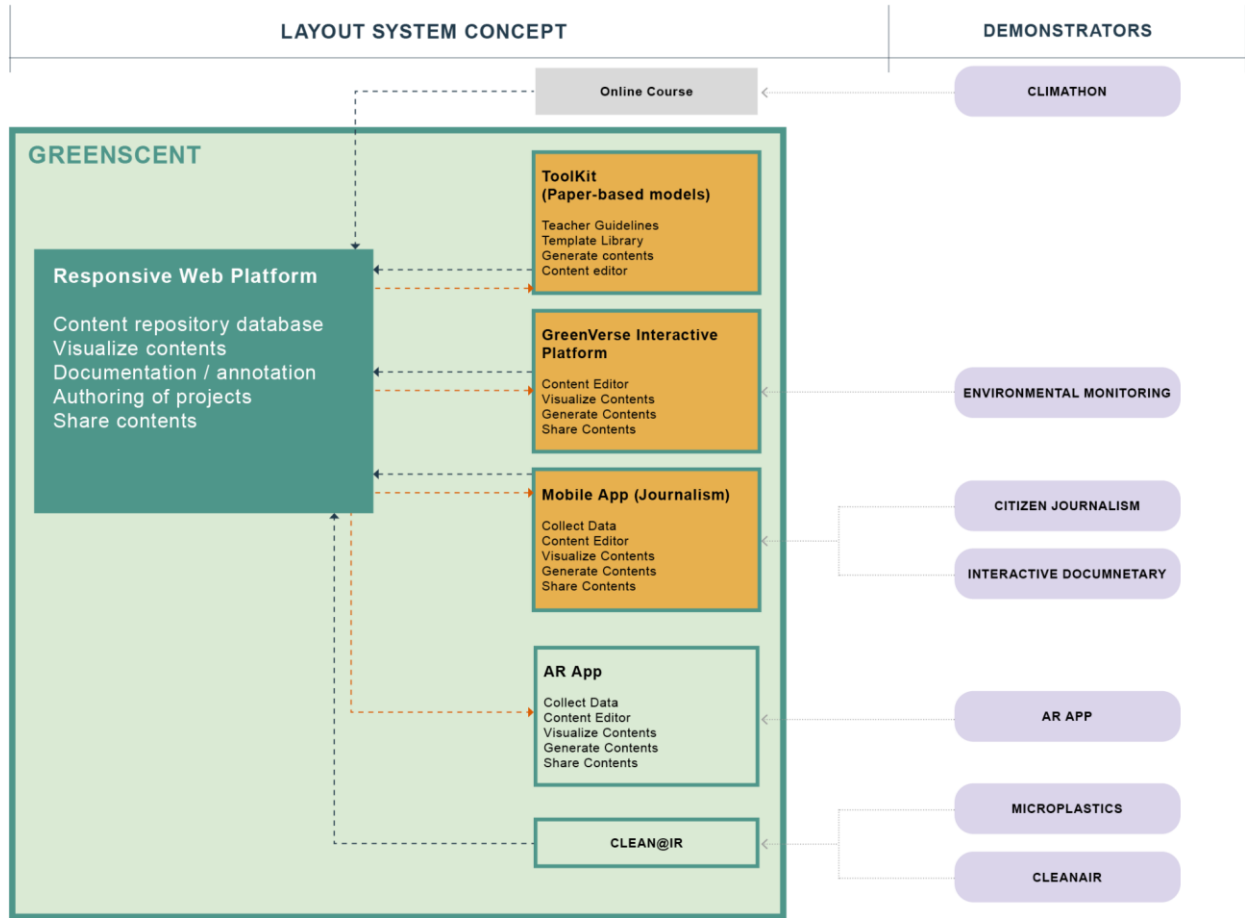 LAYOUT SYSTEM CONCEPT
DEMONSTRATORS
Online Course
CLIMATHON
GREENSCENT
ToolKit
(Paper-based models)
Teacher Guidelines
Template Library
Generate contents
Content editor
Responsive Web Platform
Content repository database
Visualize contents
Documentation / annotation
Authoring of projects
Share contents
GreenVerse Interactive
Platform
Content Editor
Visualize Contents
Generate Contents
Share Contents
ENVIRONMENTAL MONITORING
Mobile App (Journalism)
Collect Data
Content Editor
Visualize Contents
Generate Contents
Share Contents
CITIZEN JOURNALISM
INTERACTIVE DOCUMNETARY
AR App
Collect Data
Content Editor
Visualize Contents
Generate Contents
Share Contents
AR APP
CLEAN@IR
MICROPLASTICS
CLEANAIR